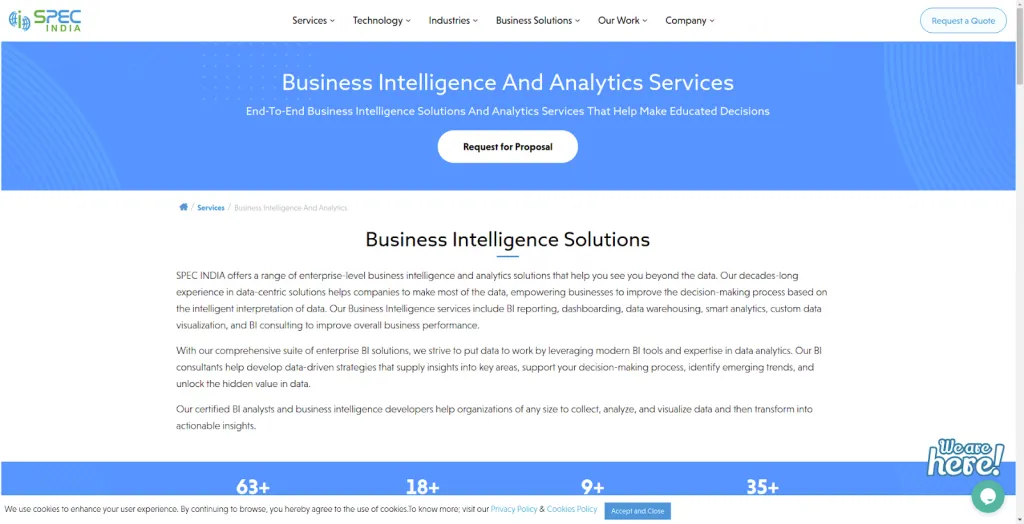 SPEC
INDIA
Services Technology Industries Business Solutions Our Work Company
Request a Quote
Business Intelligence And Analytics Services
End-To-End Business Intelligence Solutions And Analytics Services That Help Make Educated Decisions
Request for Proposal
/ Services / Business Intelligence And Analytics
Business Intelligence Solutions
SPEC INDIA offers a range of enterprise-level business intelligence and analytics solutions that help you see you beyond the data. Our decades-long
experience in data-centric solutions helps companies to make most of the data, empowering businesses to improve the decision-making process based on
the intelligent interpretation of data. Our Business Intelligence services include BI reporting, dashboarding, data warehousing, smart analytics, custom data
visualization, and BI consulting to improve overall business performance.
With our comprehensive suite of enterprise BI solutions, we strive to put data to work by leveraging modern BI tools and expertise in data analytics. Our BI
consultants help develop data-driven strategies that supply insights into key areas, support your decision-making process, identify emerging trends, and
unlock the hidden value in data.
Our certified BI analysts and business intelligence developers help organizations of any size to collect, analyze, and visualize data and then transform into
actionable insights.
We are
here!
63+ 18+ 9+ 35+
We use cookies to enhance your user experience. By continuing to browse, you hereby agree to the use of cookies.To know more; visit our Privacy Policy & Cookies Policy Accept and Close